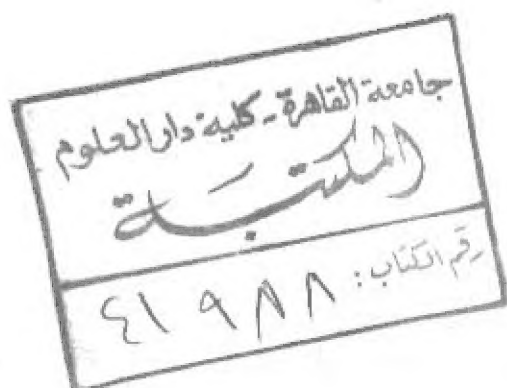 جامعة القاهرة - كلية دار العلوم
المكتبة
رقم الكتاب: ٤١٩٨٨